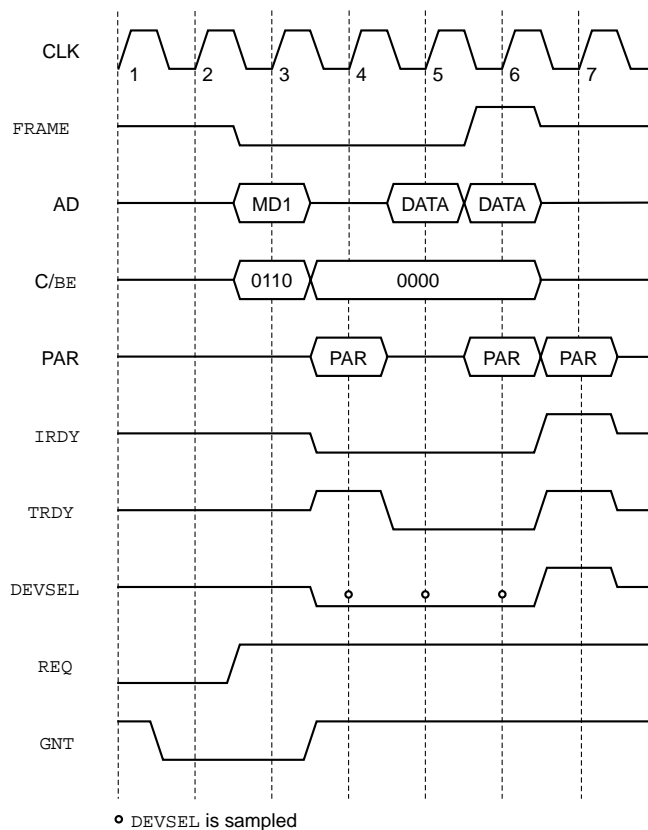 CLK
1 2 3 4 5 6 7
FRAME
AD MD1 DATA DATA
C/BE 0110 0000
PAR PAR PAR PAR
IRDY
TRDY
DEVSEL
REQ
GNT
DEVSEL is sampled